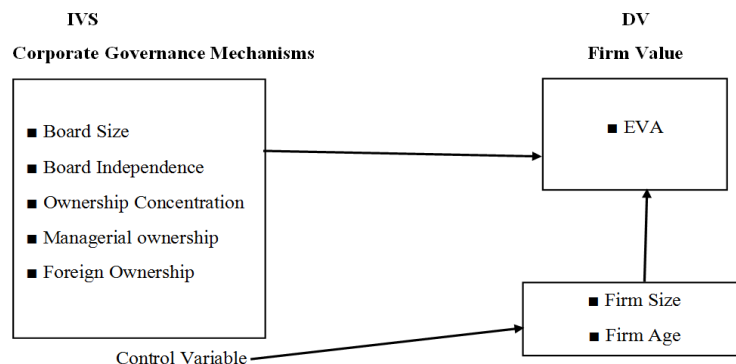 IVS
Corporate Governance Mechanisms
■ Board Size
■ Board Independence
■ Ownership Concentration
■ Managerial ownership
■ Foreign Ownership
DV
Firm Value
■ EVA
■ Firm Size
■ Firm Age
Control Variable